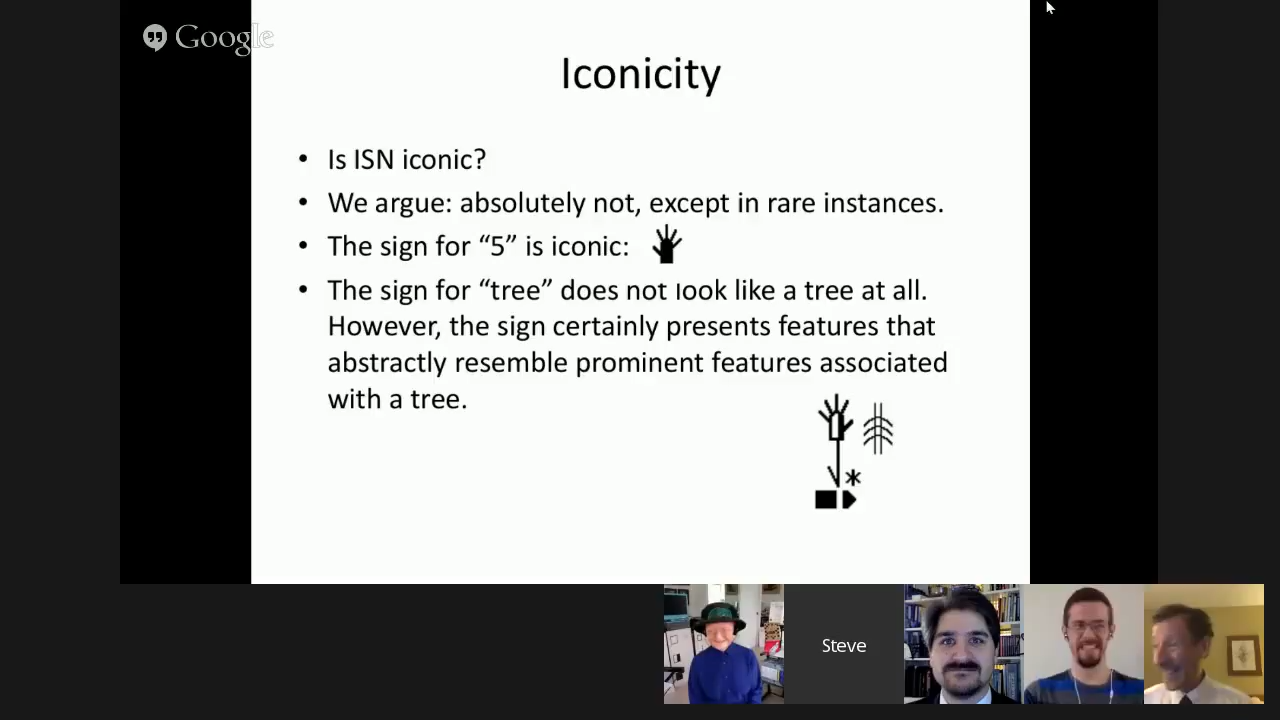 Google
Iconicity
• Is ISN iconic?
• We argue: absolutely not, except in rare instances.
• The sign for “5” is iconic:
• The sign for “tree” does not look like a tree at all.
However, the sign certainly presents features that
abstractly resemble prominent features associated
with a tree.
Steve